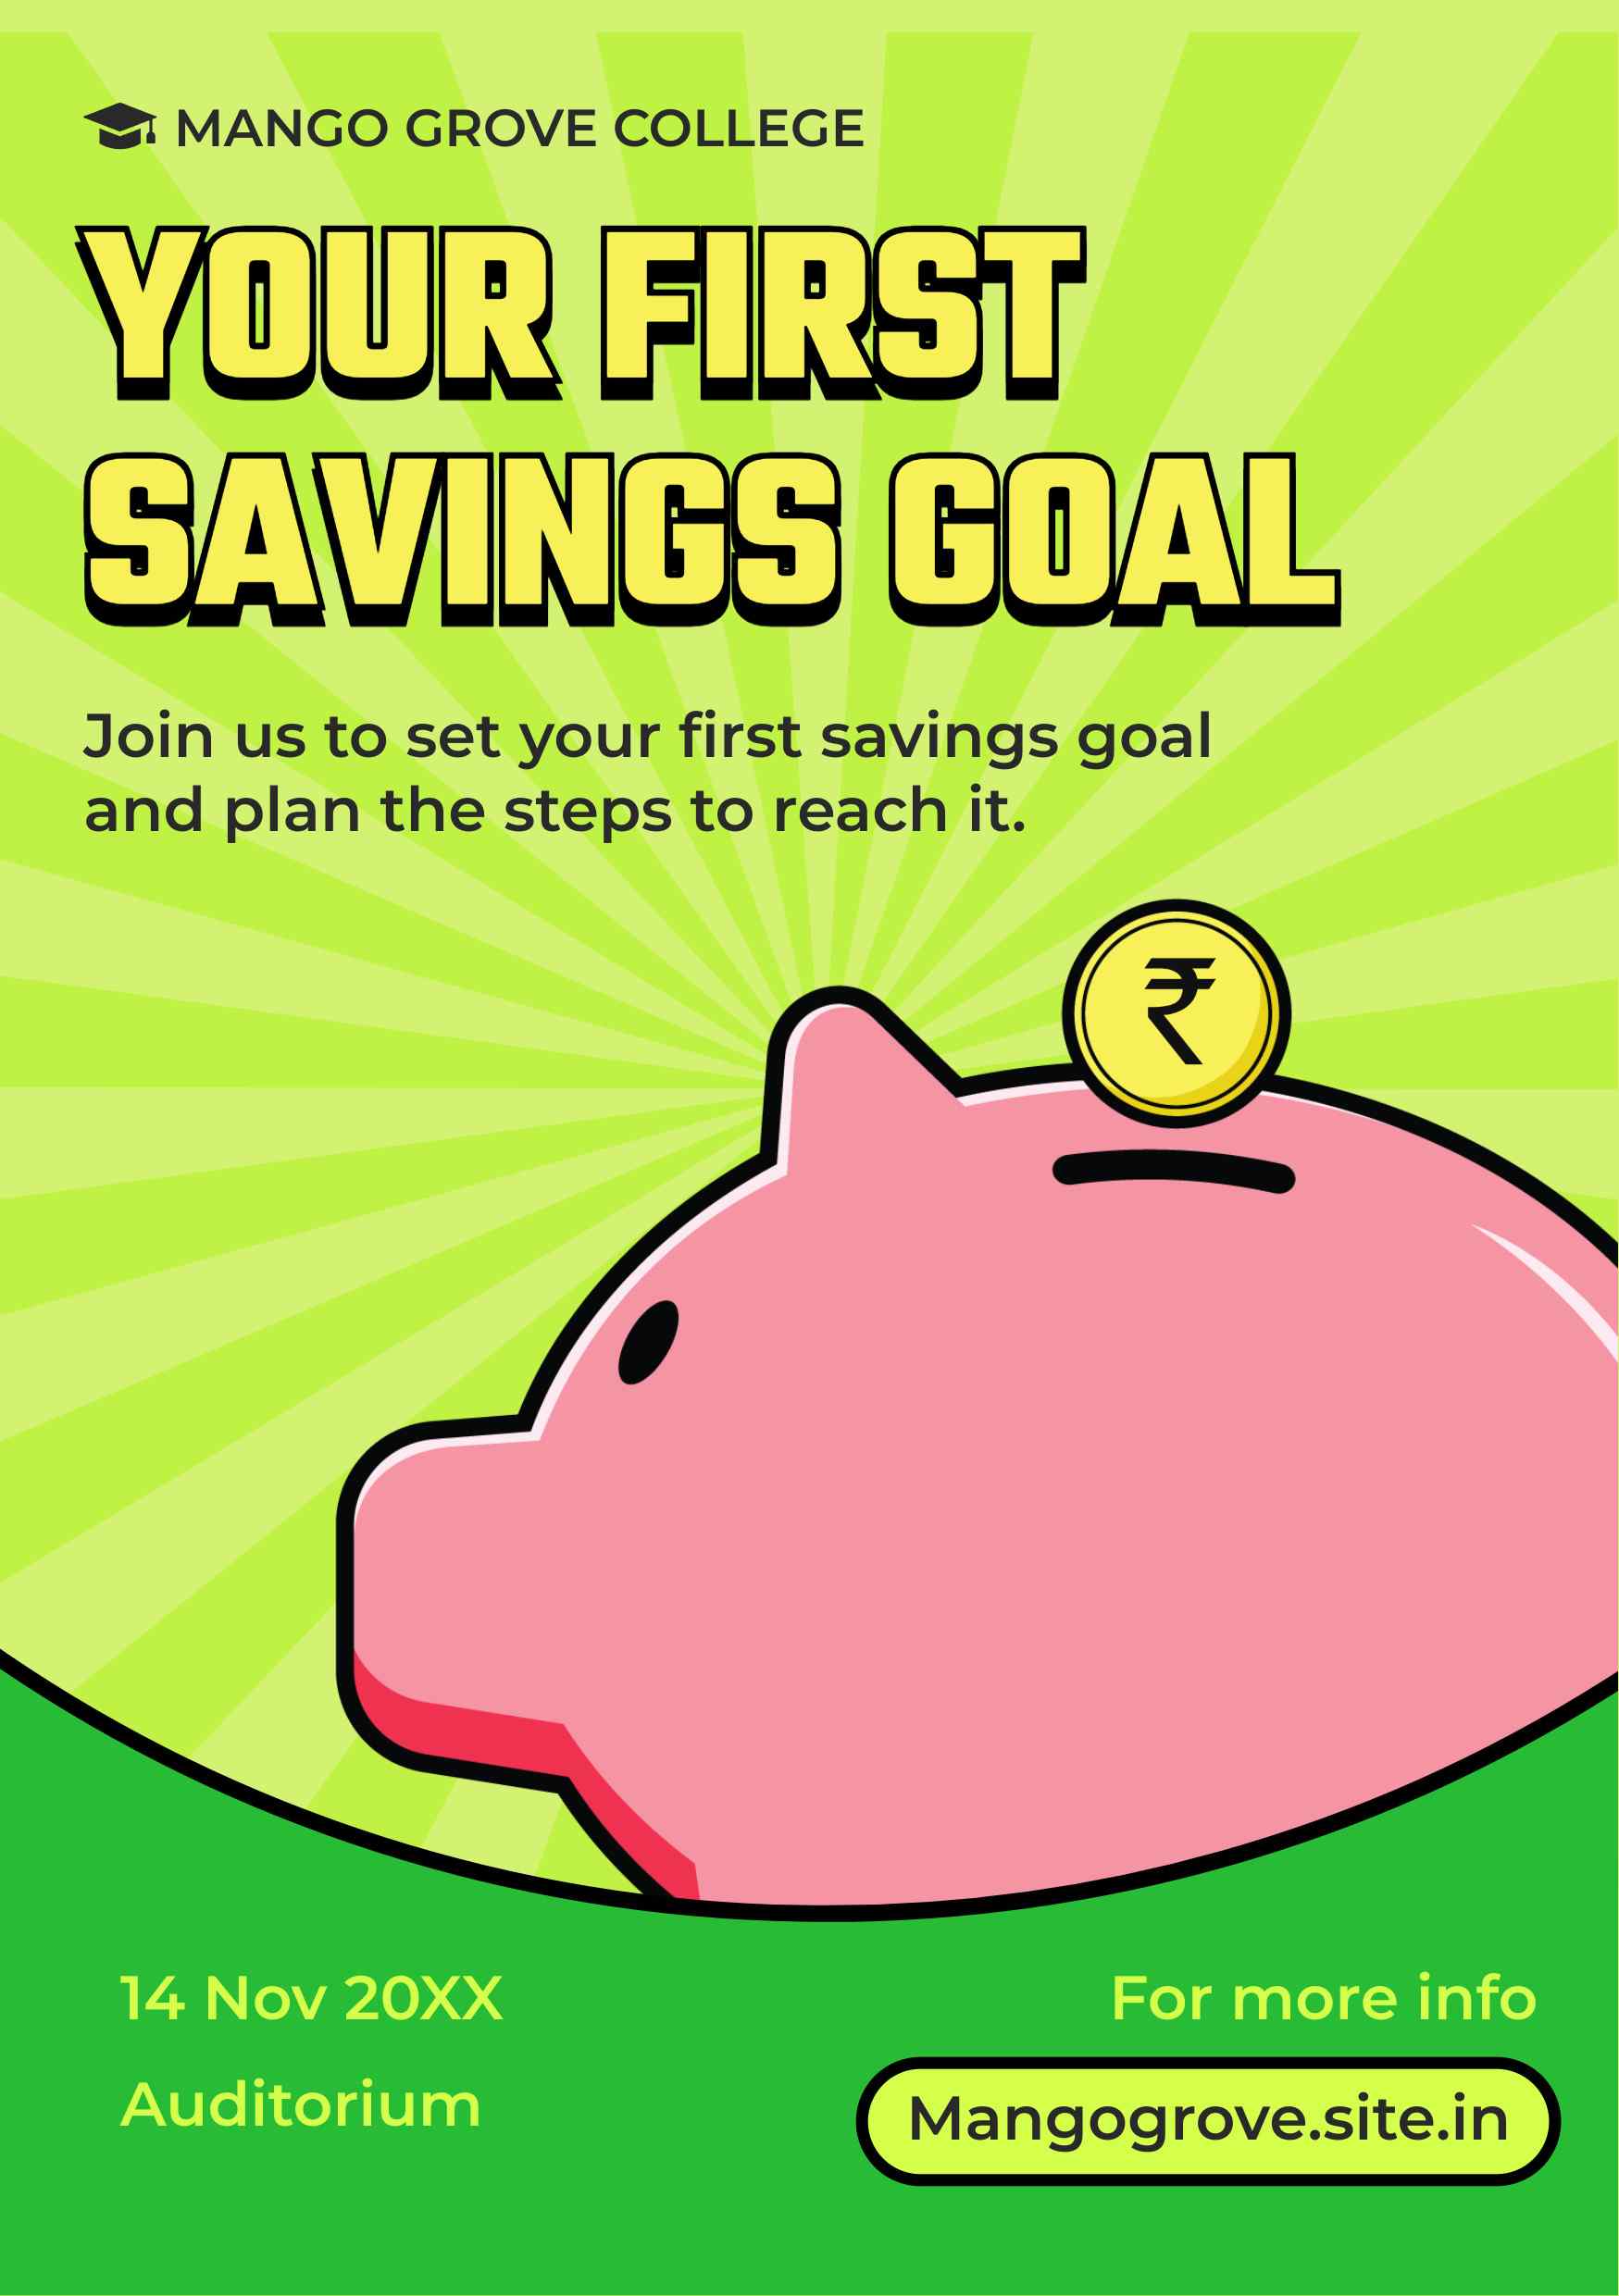 MANGO GROVE COLLEGE
YOUR FIRST
SAVINGS GOAL
Join us to set your first savings goal
and plan the steps to reach it.
₹
14 Nov 20XX
Auditorium
For more info
Mangogrove.site.in